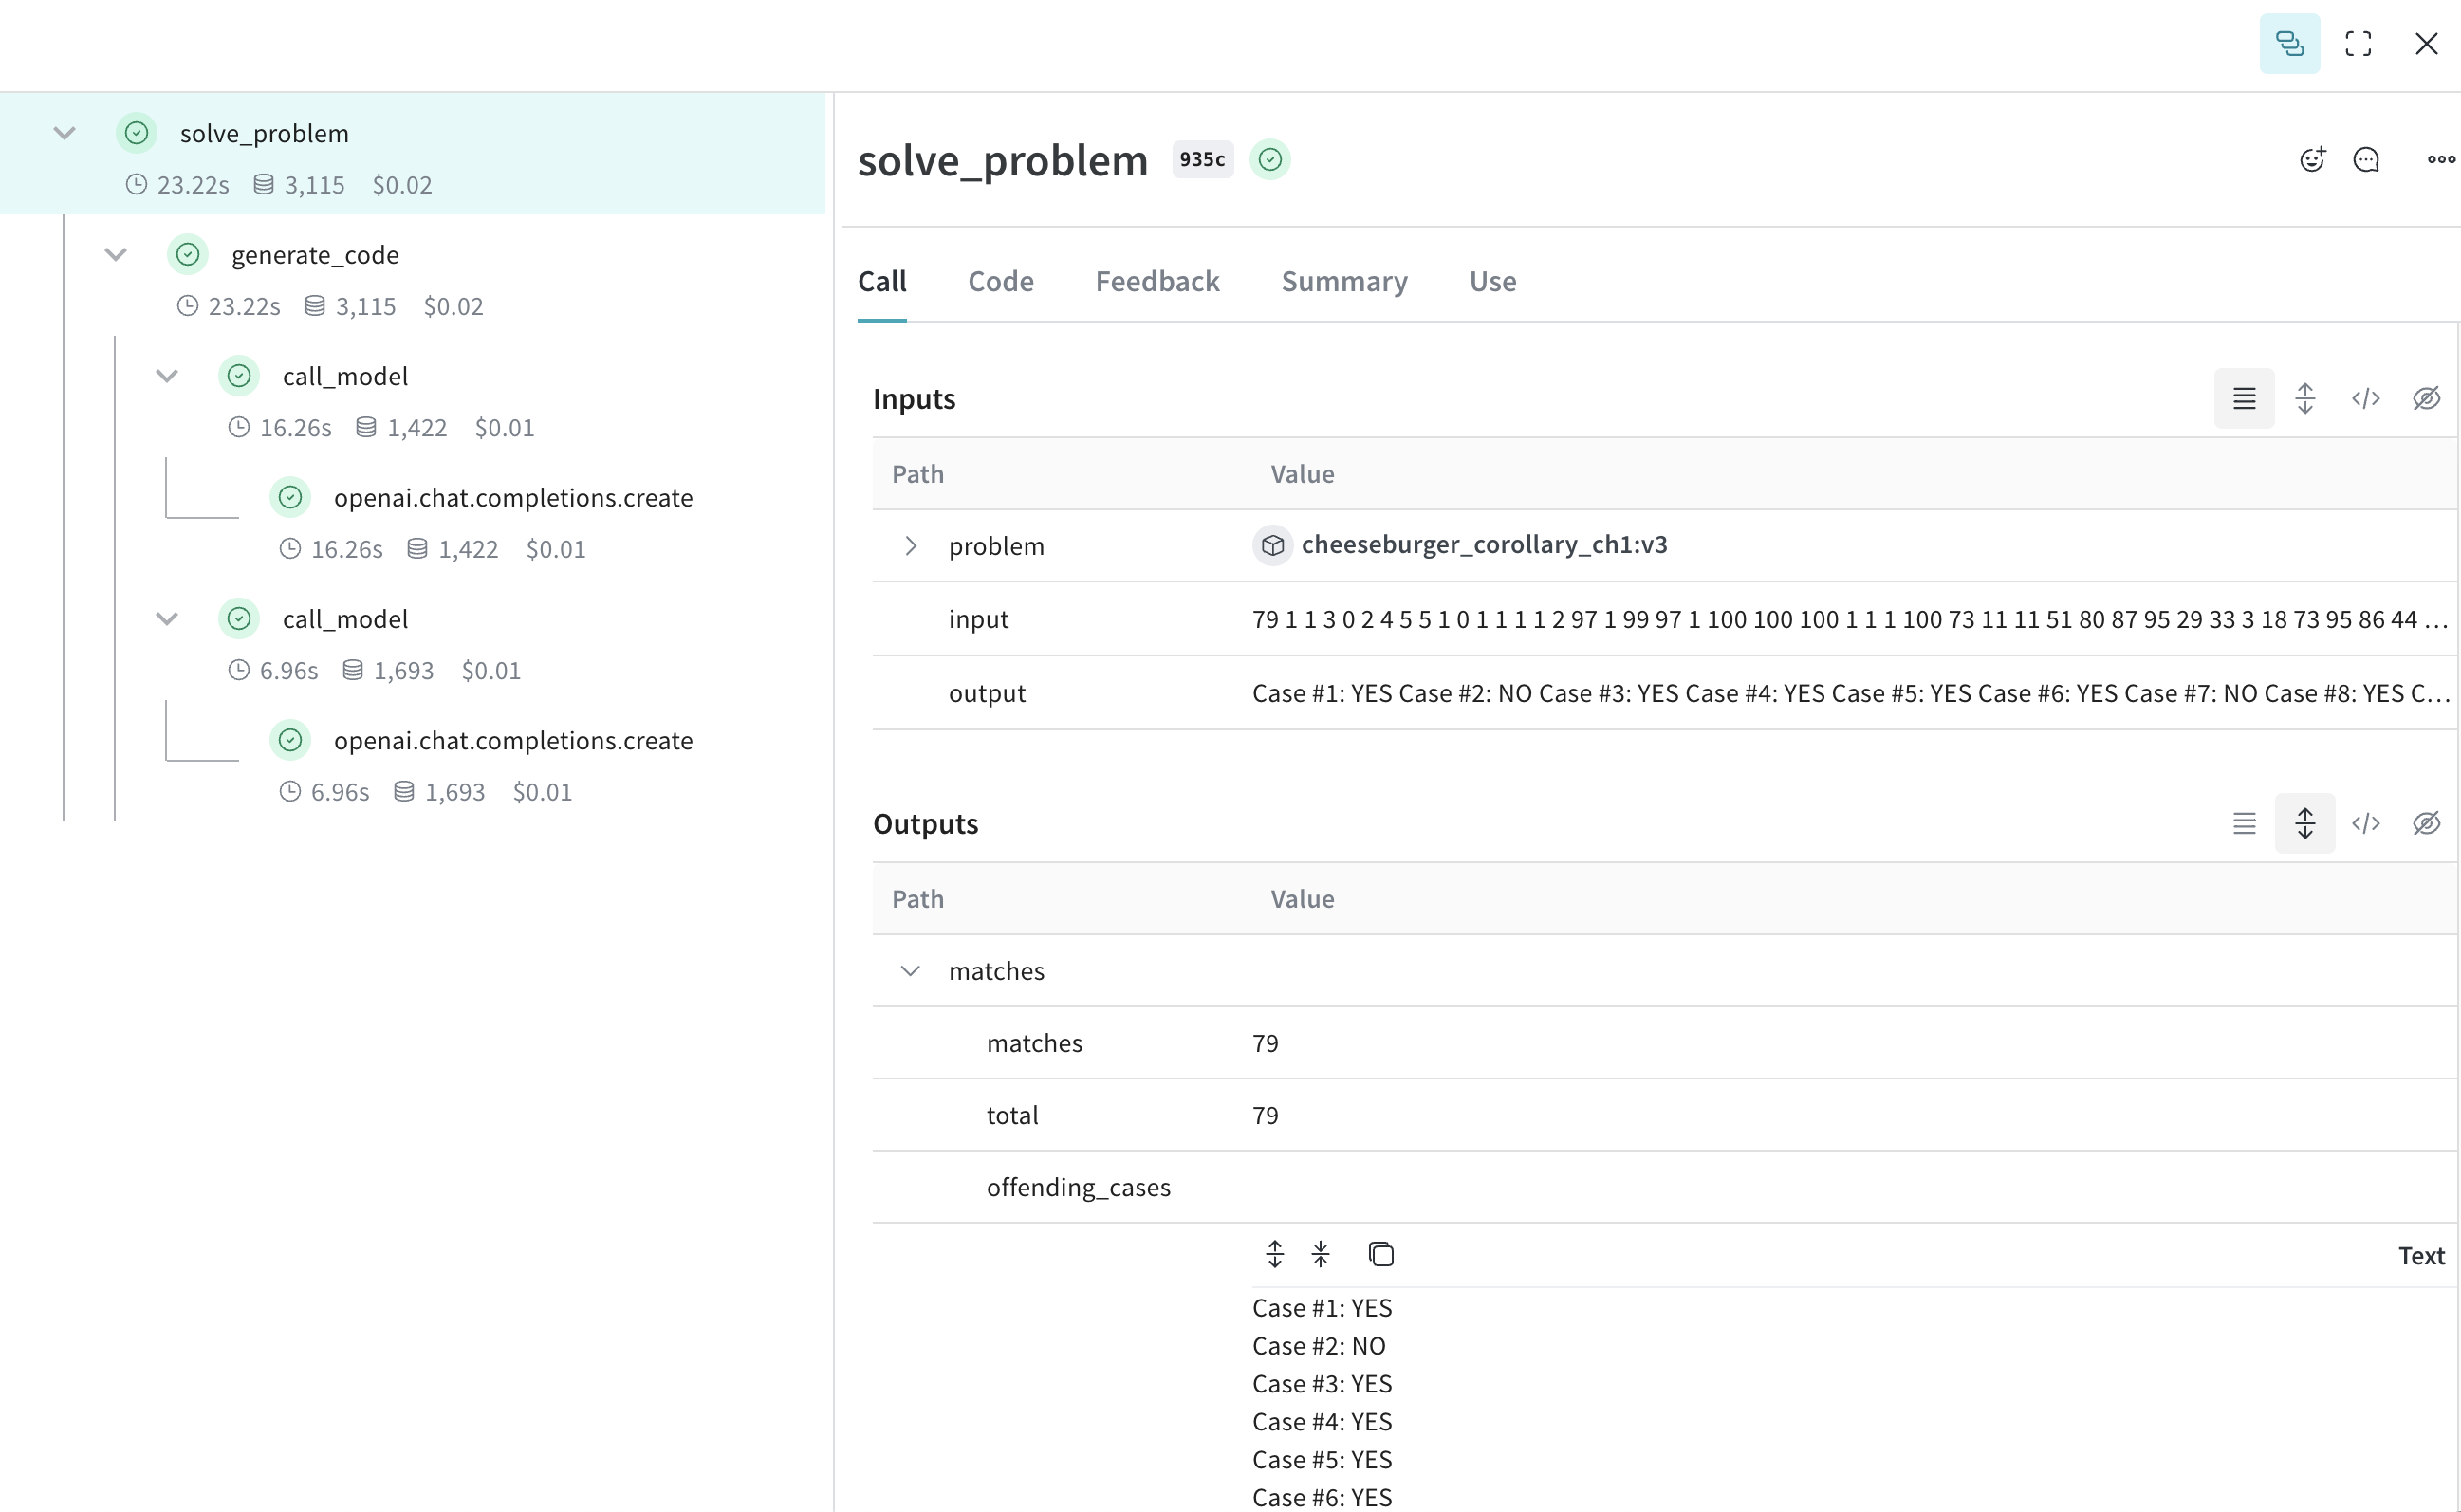 solve_problem
23.22s 3,115 $0.02
generate_code
23.22s 3,115 $0.02
call_model
16.26s 1,422 $0.01
openai.chat.completions.create
16.26s 1,422 $0.01
call_model
6.96s 1,693 $0.01
openai.chat.completions.create
6.96s 1,693 $0.01
solve_problem 935c
Call Code Feedback Summary Use
Inputs
Path Value
problem cheeseburger_corollary_ch1:v3
input 79 1 1 3 0 2 4 5 5 1 0 1 1 1 1 2 97 1 99 97 1 100 100 100 1 1 1 100 73 11 11 51 80 87 95 29 33 3 18 73 95 86 44 ...
output Case #1: YES Case #2: NO Case #3: YES Case #4: YES Case #5: YES Case #6: YES Case #7: NO Case #8: YES C...
Outputs
Path Value
matches
matches 79
total 79
offending_cases
Text
Case #1: YES
Case #2: NO
Case #3: YES
Case #4: YES
Case #5: YES
Case #6: YES